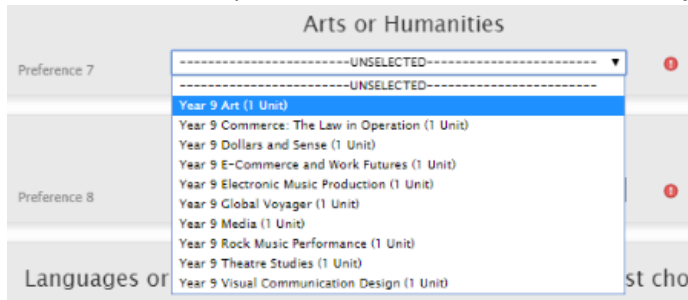 Arts or Humanities
Preference 7
---------------------------UNSELECTED---------------------------
---------------------------UNSELECTED---------------------------
Year 9 Art (1 Unit)
Year 9 Commerce: The Law in Operation (1 Unit)
Year 9 Dollars and Sense (1 Unit)
Year 9 E-Commerce and Work Futures (1 Unit)
Year 9 Electronic Music Production (1 Unit)
Preference 8
Year 9 Global Voyager (1 Unit)
Year 9 Media (1 Unit)
Year 9 Rock Music Performance (1 Unit)
Year 9 Theatre Studies (1 Unit)
Year 9 Visual Communication Design (1 Unit)
Languages or st cho